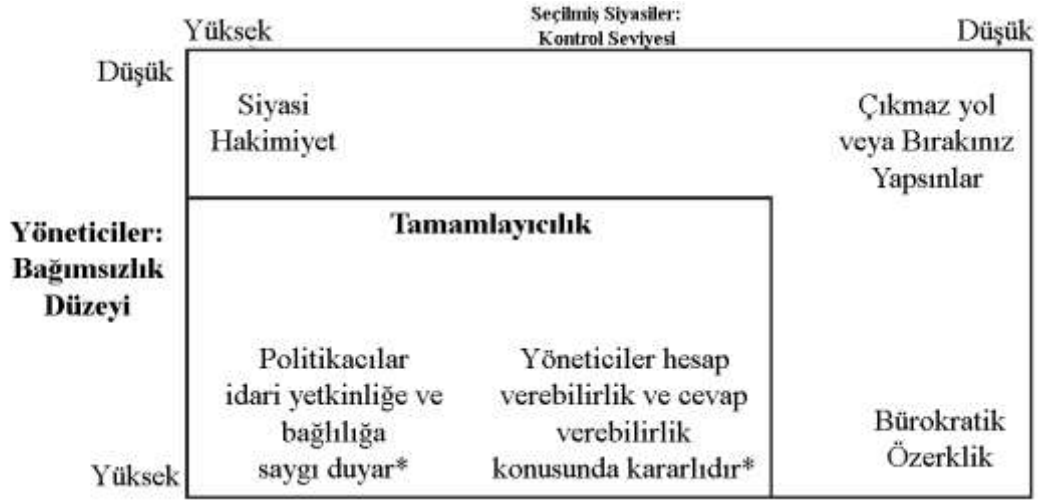 Seçilmiş Siyasiler:
Kontrol Seviyesi
Yüksek
Düşük
Düşük
Siyasi
Hakimiyet
Çıkmaz yol
veya Bırakınız
Yapsınlar
Yöneticiler:
Bağımsızlık
Düzeyi
Tamamlayıcılık
Politikacılar
idari yetkinliğe ve
bağlılığa
saygı duyar*
Yöneticiler hesap
verebilirlik ve cevap
verebilirlik
konusunda kararlıdır*
Bürokratik
Özerklik
Yüksek